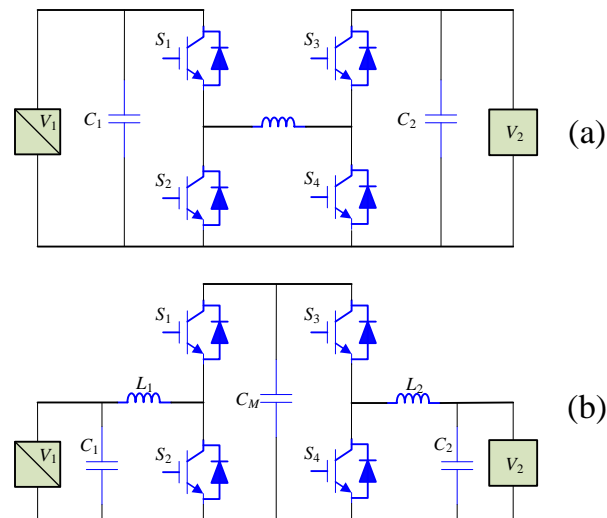 S1 S3
V1 C1 C2 V2 (a)
S2 S4
S1 S3
L1 L2
CM (b)
V1 C1 S2 S4 C2 V2